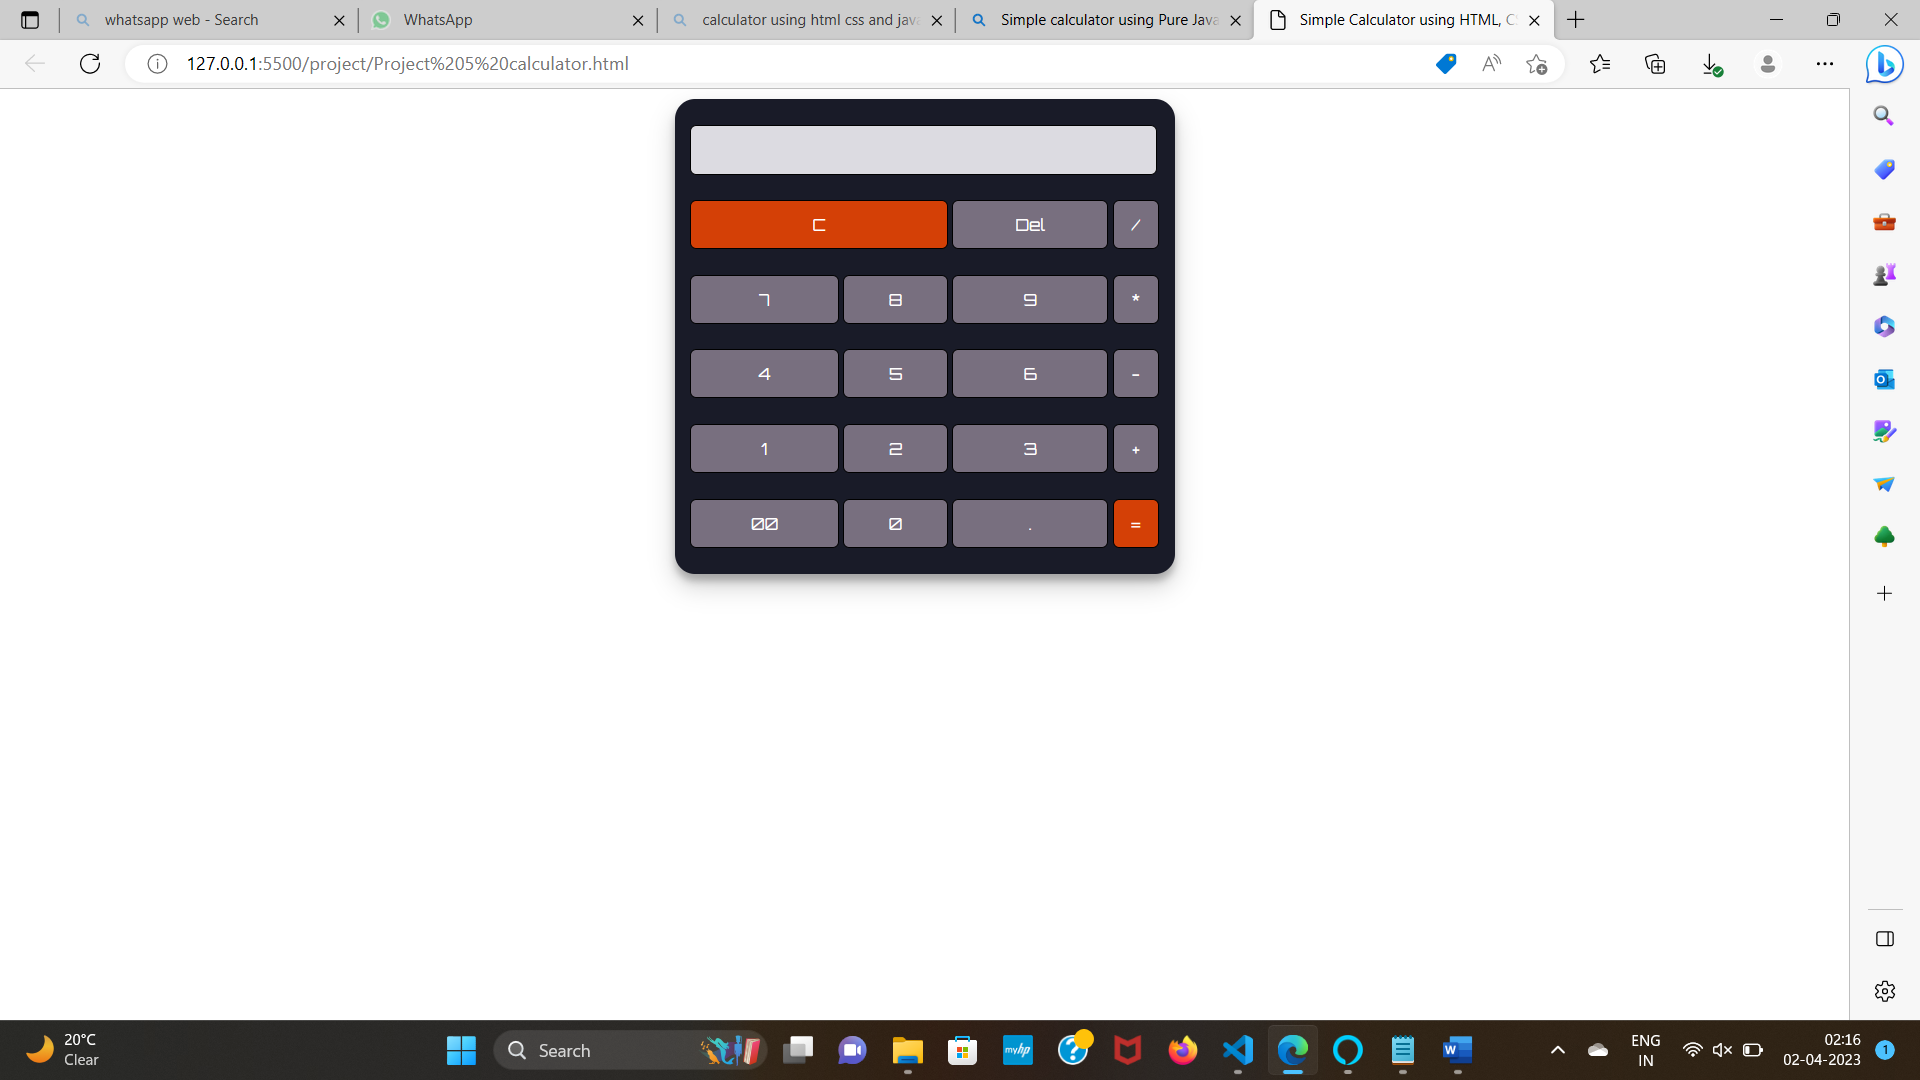 whatsapp web - Search
WhatsApp
calculator using html css and jav
Simple calculator using Pure Java
Simple Calculator using HTML, C
127.0.0.1:5500/project/Project%205%20calculator.html
C Del /
7 8 9 *
4 5 6 -
1 2 3 +
00 0 . =
20°C
Clear
Search
myhp
W
ENG
IN
02:16
02-04-2023
1